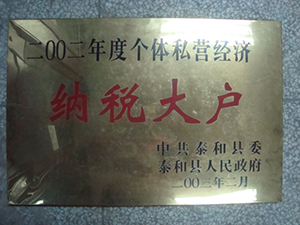 二00二年度个体私营经济
纳税大户
中共泰和县委
泰和县人民政府
二00三年二月